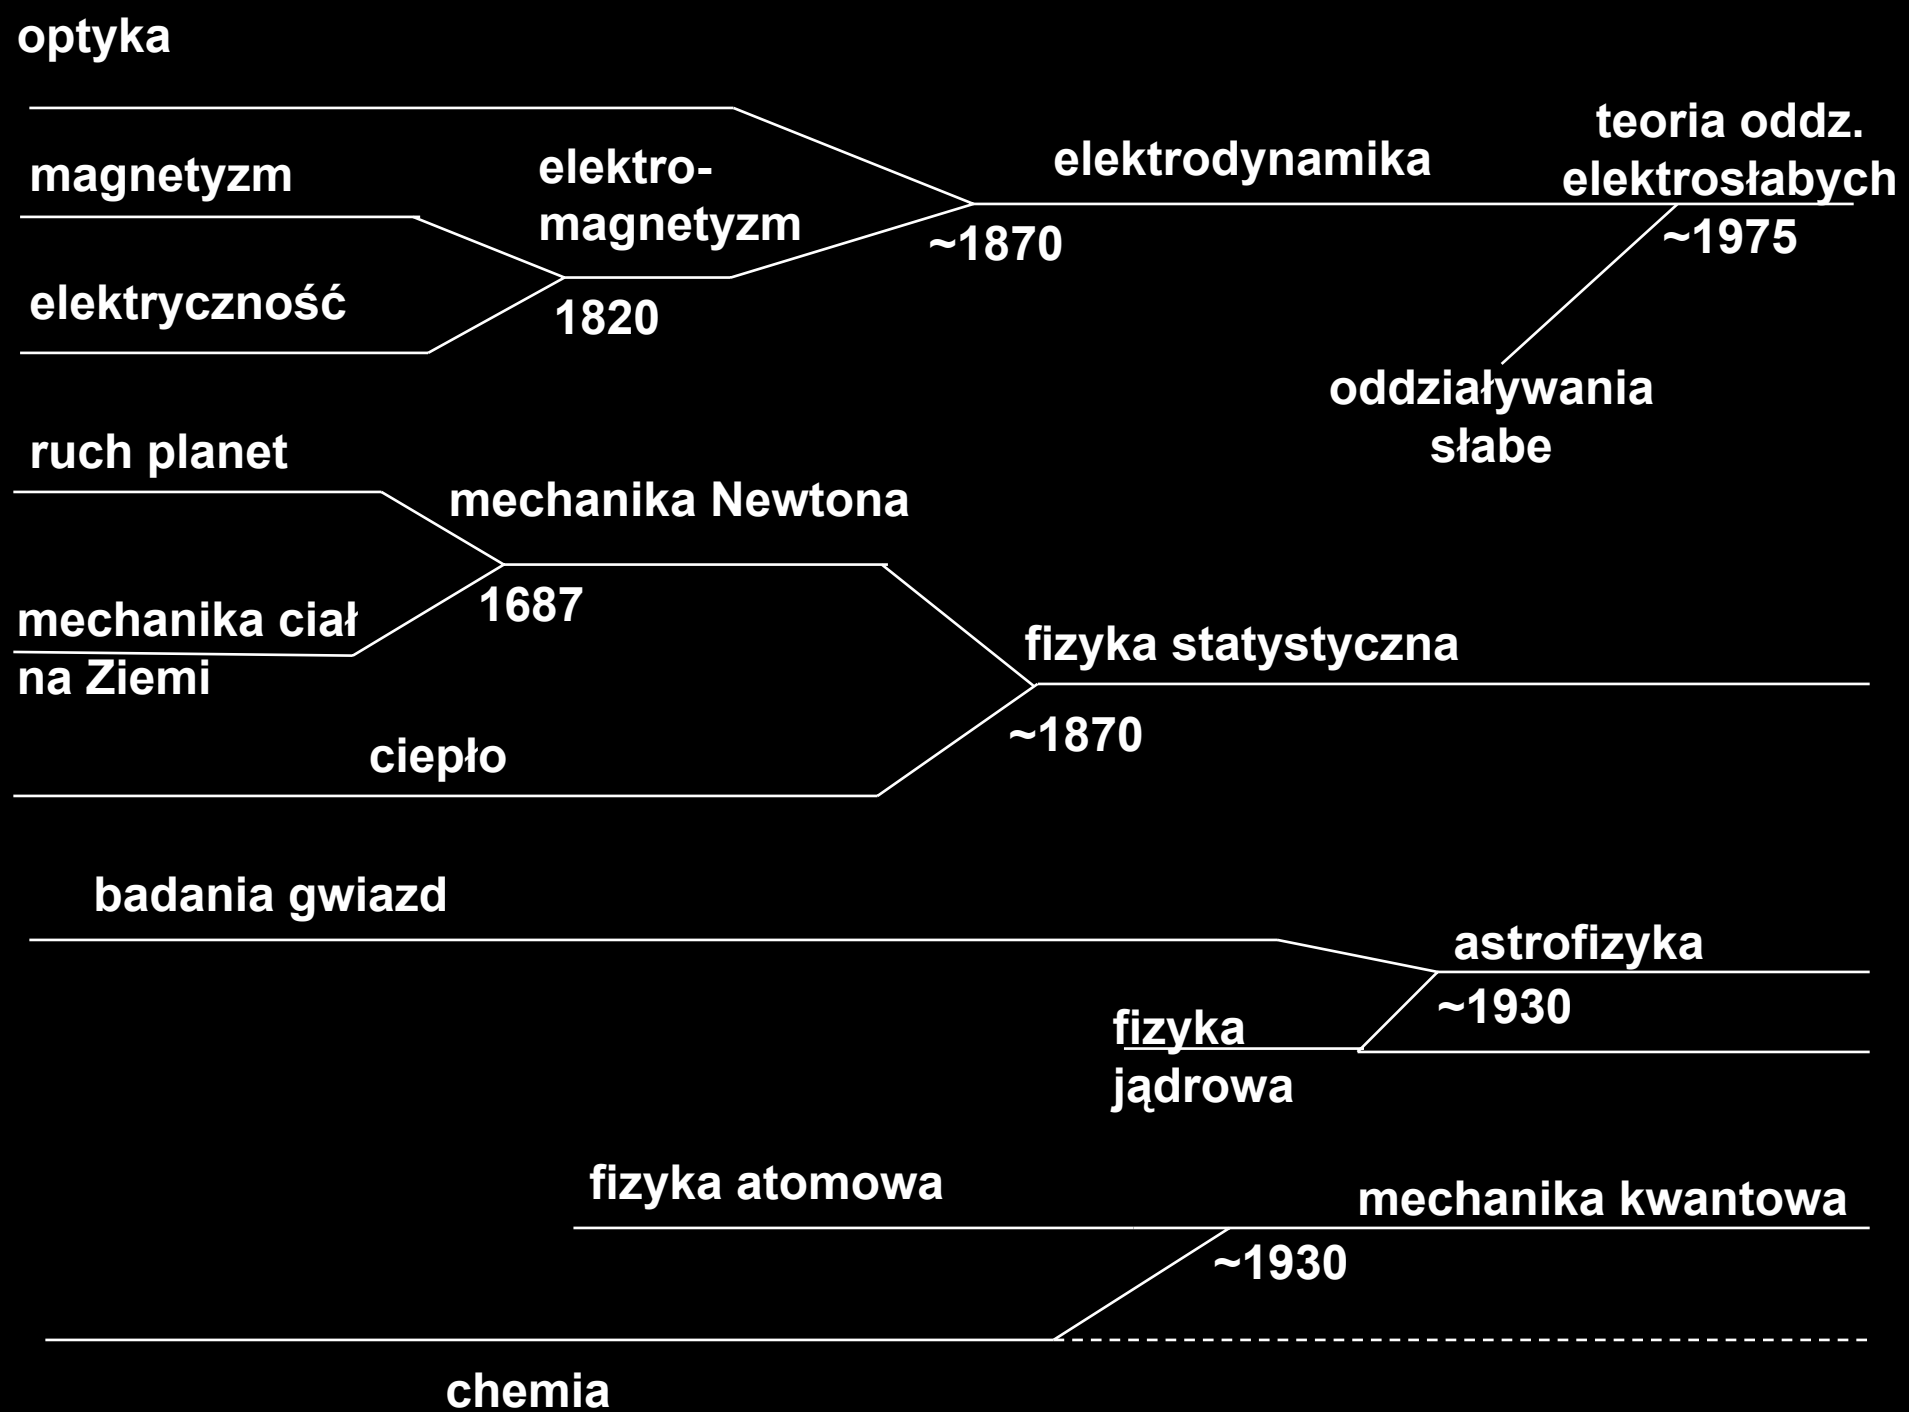 optyka
magnetyzm
elektryczność
elektro-
magnetyzm
1820
~1870
elektrodynamika
teoria oddz.
elektrosłabych
~1975
oddziaływania
słabe
ruch planet
mechanika ciał
na Ziemi
mechanika Newtona
1687
ciepło
fizyka statystyczna
~1870
badania gwiazd
fizyka
jądrowa
astrofizyka
~1930
fizyka atomowa
mechanika kwantowa
~1930
chemia